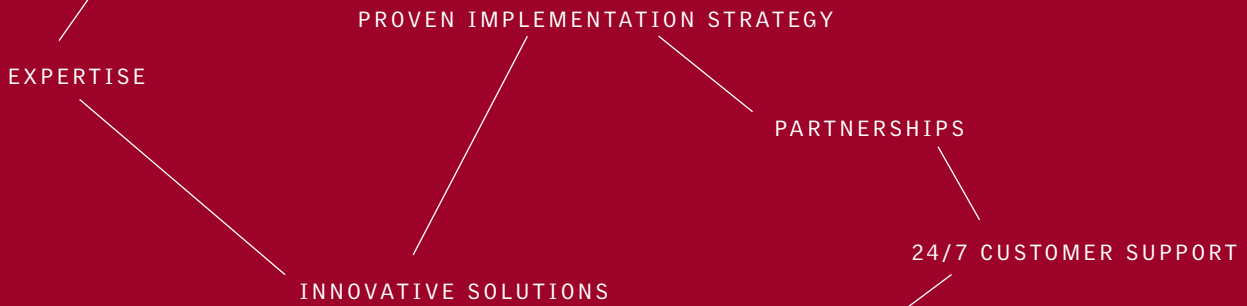 PROVEN IMPLEMENTATION STRATEGY
EXPERTISE
PARTNERSHIPS
24/7 CUSTOMER SUPPORT
INNOVATIVE SOLUTIONS